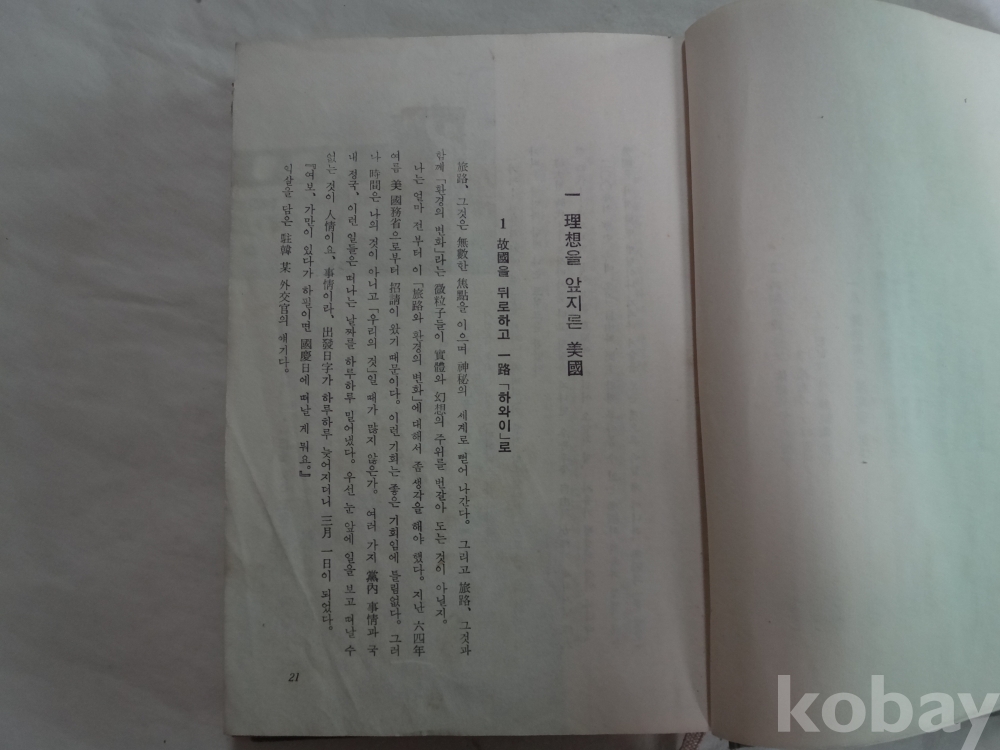 一 理想을 앞지른 美國
1 故國을 뒤로하고 一路「하와이」로
旅路、그것은 無數한 焦點을 이으며 神秘의 세계로 뻗어 나간다。그리고 旅路、그것과
함께「환경의 변화」라는 微粒子들이 實體와 幻想의 주위를 번갈아 도는 것이 아닐지。
나는 얼마 전부터 이「旅路와 환경의 변화」에 대해서 좀 생각을 해야 했다。지난 六四年
여름 美 國務省으로부터 招請이 왔기 때문이다。이런 기회는 좋은 기회임에 틀림없다。그러
나 時間은 나의 것이 아니고「우리의 것」일 때가 많지 않은가。여러 가지 黨內 事情과 국
내 정국、이런 일들은 떠나는 날짜를 하루하루 밀어냈다。우선 눈 앞에 일을 보고 떠날 수
있는 것이 人情이요、事情이라、出發日字가 하루하루 늦어지더니 三月 一日이 되었다。
『여보、가만이 있다가 하필이면 國慶日에 떠날 게 뭐요。』
익살을 담은 駐韓 某 外交官의 얘기다。
21
kobay